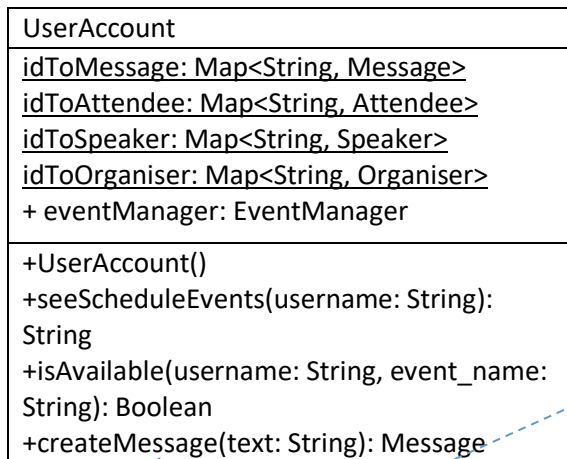 UserAccount
idToMessage: Map<String, Message>
idToAttendee: Map<String, Attendee>
idToSpeaker: Map<String, Speaker>
idToOrganiser: Map<String, Organiser>
+ eventManager: EventManager
+UserAccount()
+seeScheduleEvents(username: String):
String
+isAvailable(username: String, event_name:
String): Boolean
+createMessage(text: String): Message